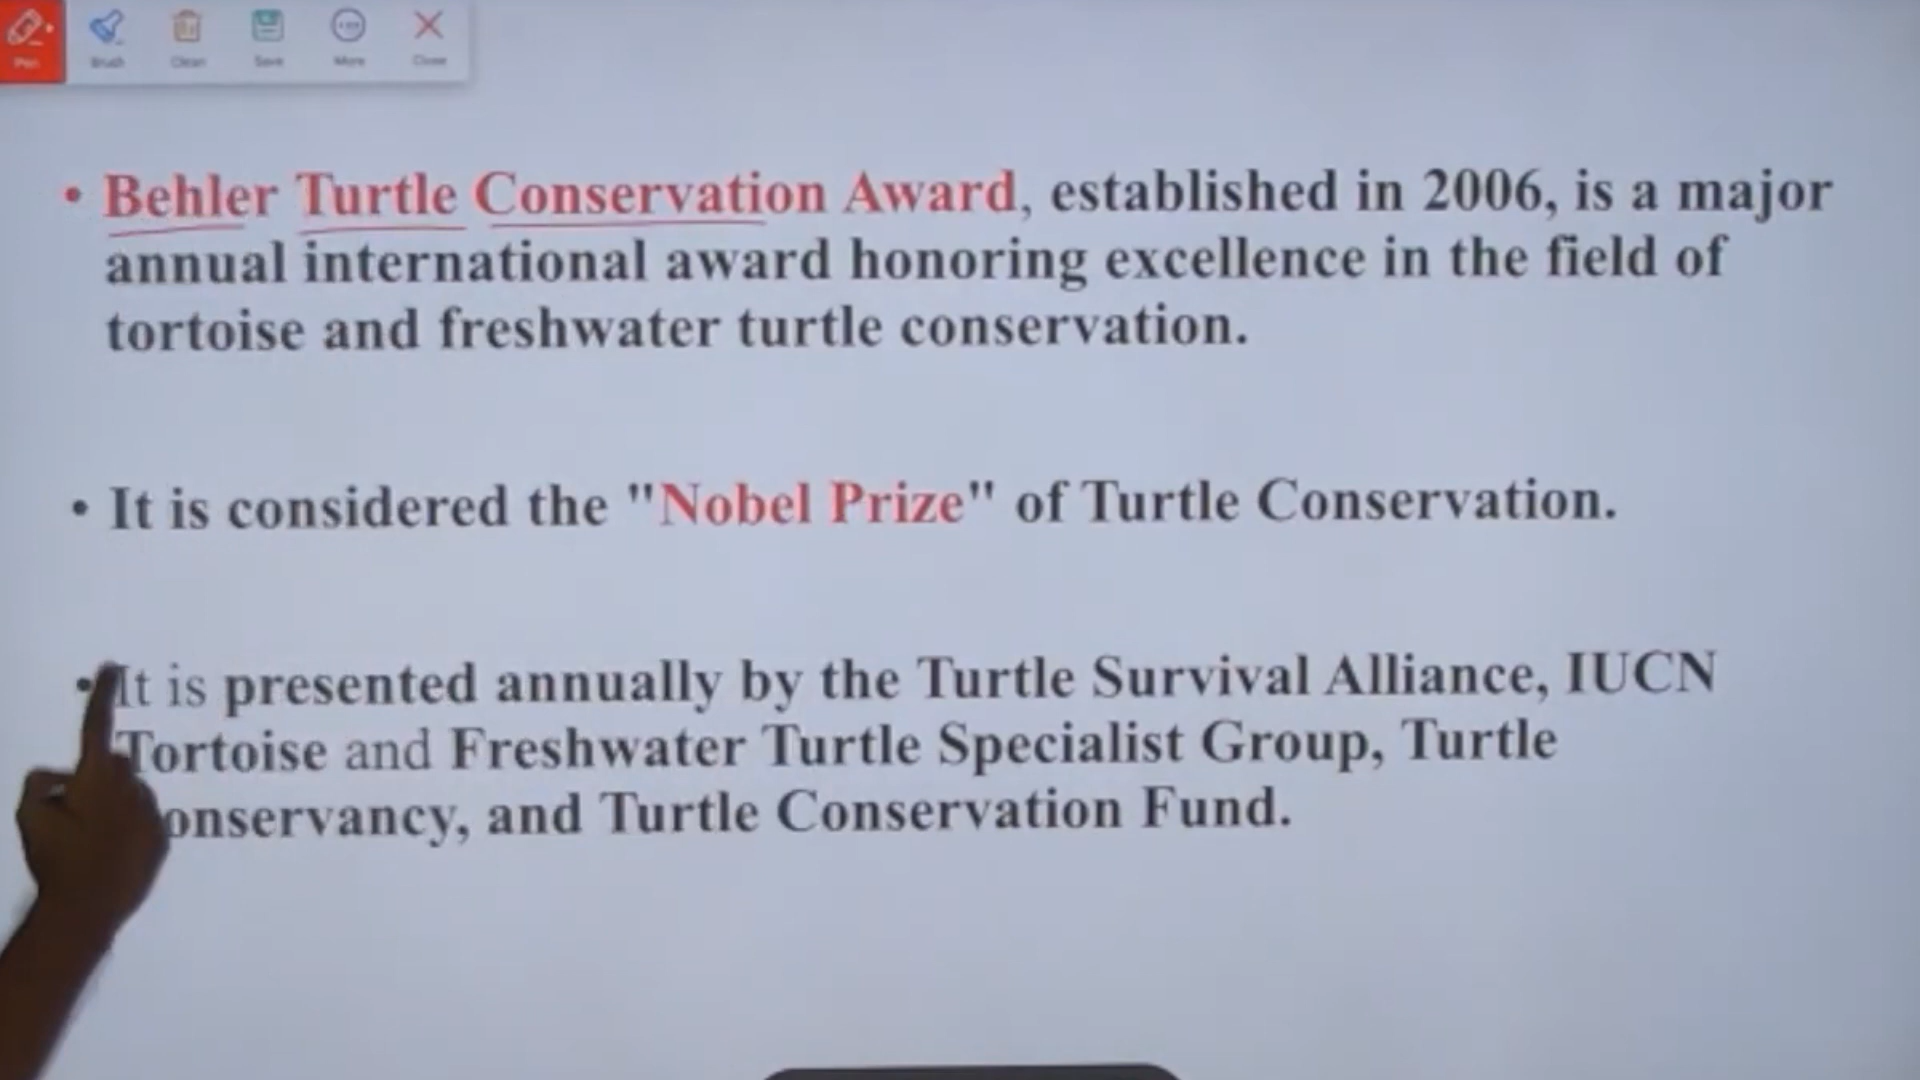 Pen Brush Clean Save More Close
• Behler Turtle Conservation Award, established in 2006, is a major
annual international award honoring excellence in the field of
tortoise and freshwater turtle conservation.
• It is considered the "Nobel Prize" of Turtle Conservation.
• It is presented annually by the Turtle Survival Alliance, IUCN
Tortoise and Freshwater Turtle Specialist Group, Turtle
onservancy, and Turtle Conservation Fund.